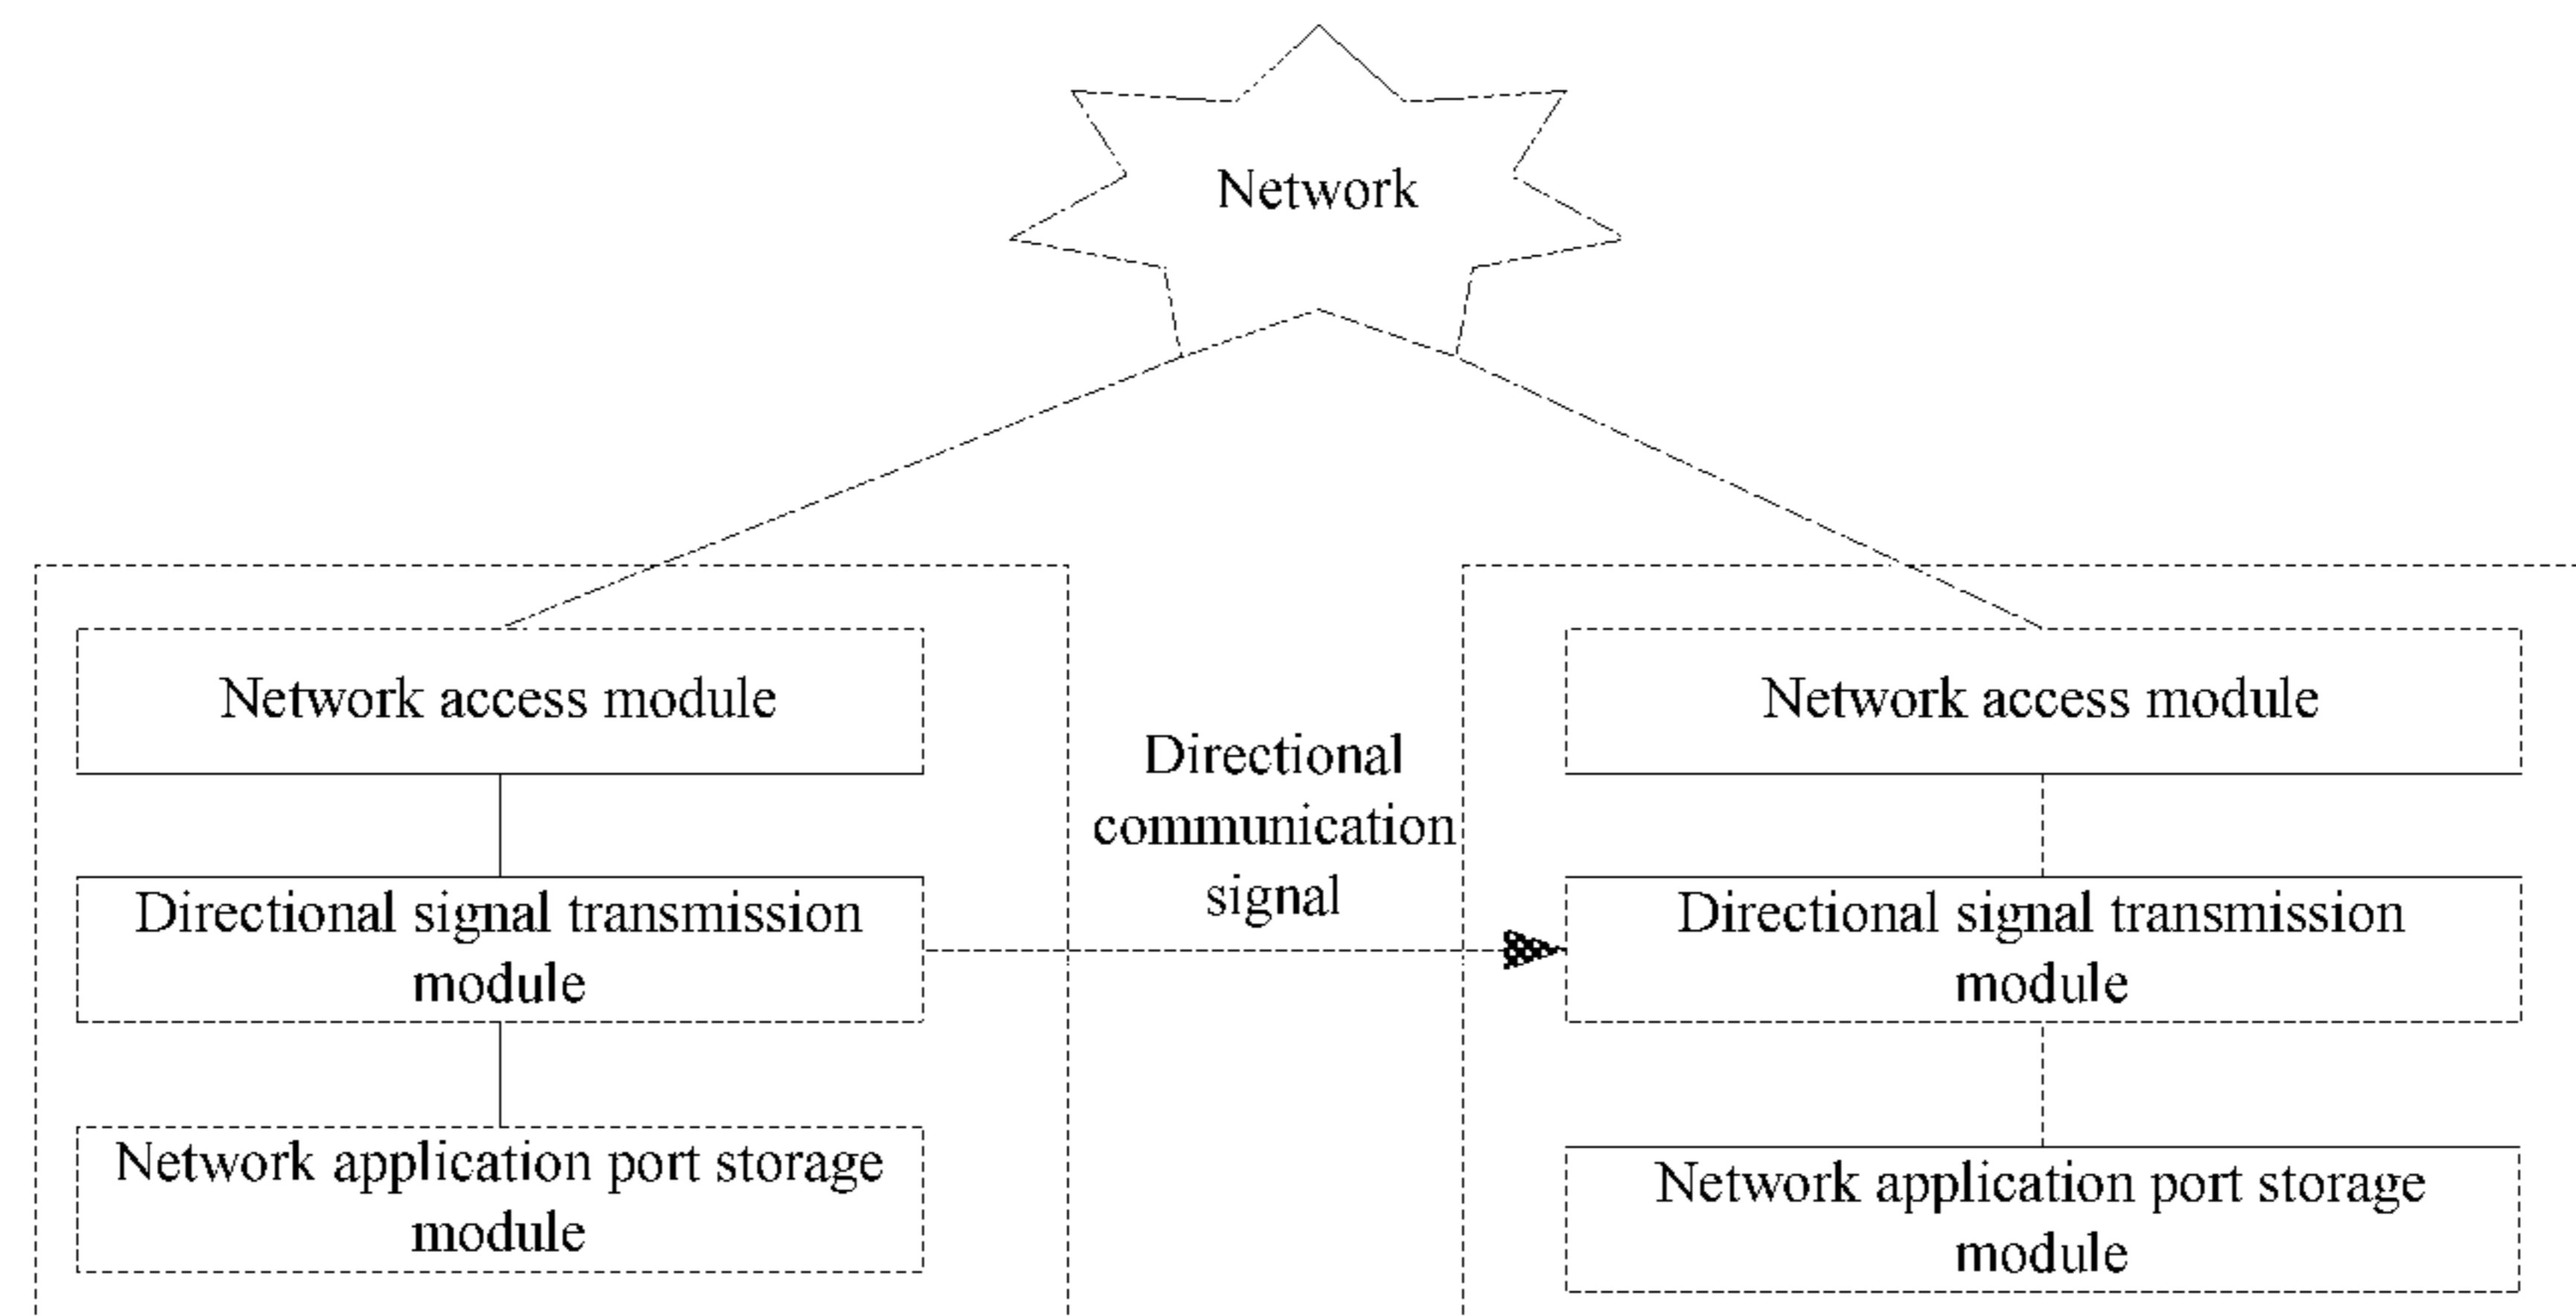 Network
Network access module
Directional signal transmission
module
Network application port storage
module
Directional
communication
signal
Network access module
Directional signal transmission
module
Network application port storage
module